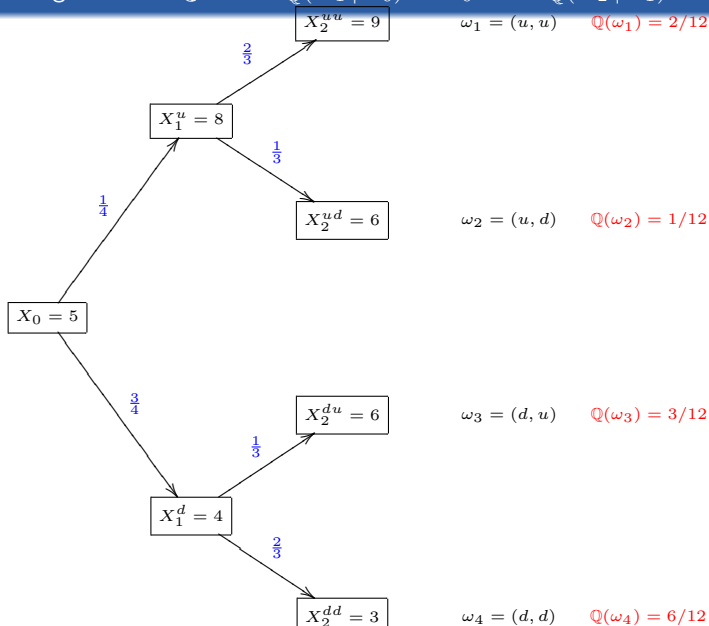 X_2^{uu} = 9 ω_1 = (u, u) ℚ(ω_1) = 2/12
2/3
X_1^u = 8
1/3
1/4
X_2^{ud} = 6 ω_2 = (u, d) ℚ(ω_2) = 1/12
X_0 = 5
3/4
X_2^{du} = 6 ω_3 = (d, u) ℚ(ω_3) = 3/12
1/3
X_1^d = 4
2/3
X_2^{dd} = 3 ω_4 = (d, d) ℚ(ω_4) = 6/12